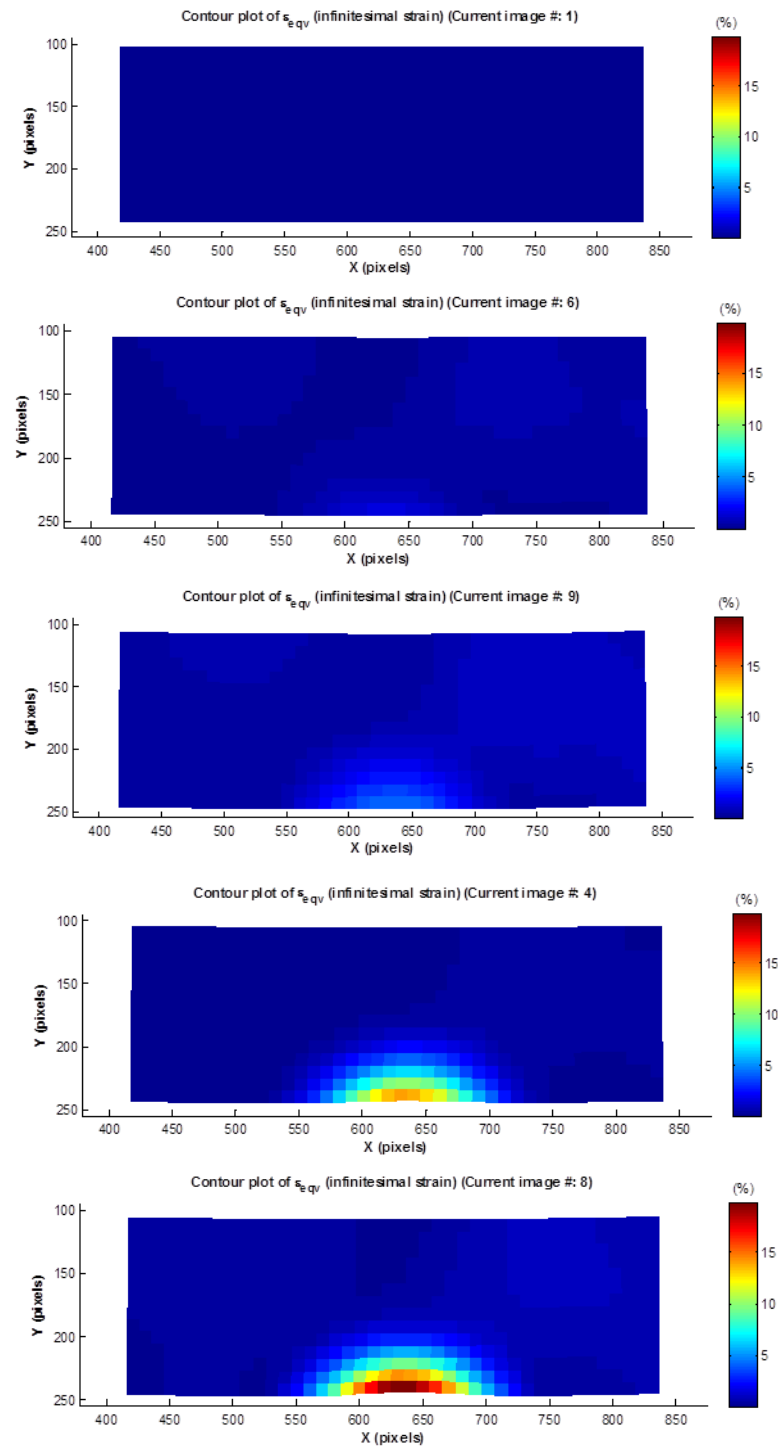 Contour plot of ε_eqv (infinitesimal strain) (Current image #: 1)
(%)
100
150
200
250
Y (pixels)
15
10
5
400 450 500 550 600 650 700 750 800 850
X (pixels)
Contour plot of ε_eqv (infinitesimal strain) (Current image #: 6)
(%)
100
150
200
250
Y (pixels)
15
10
5
400 450 500 550 600 650 700 750 800 850
X (pixels)
Contour plot of ε_eqv (infinitesimal strain) (Current image #: 9)
(%)
100
150
200
250
Y (pixels)
15
10
5
400 450 500 550 600 650 700 750 800 850
X (pixels)
Contour plot of ε_eqv (infinitesimal strain) (Current image #: 4)
(%)
100
150
200
250
Y (pixels)
15
10
5
400 450 500 550 600 650 700 750 800 850
X (pixels)
Contour plot of ε_eqv (infinitesimal strain) (Current image #: 8)
(%)
100
150
200
250
Y (pixels)
15
10
5
400 450 500 550 600 650 700 750 800 850
X (pixels)